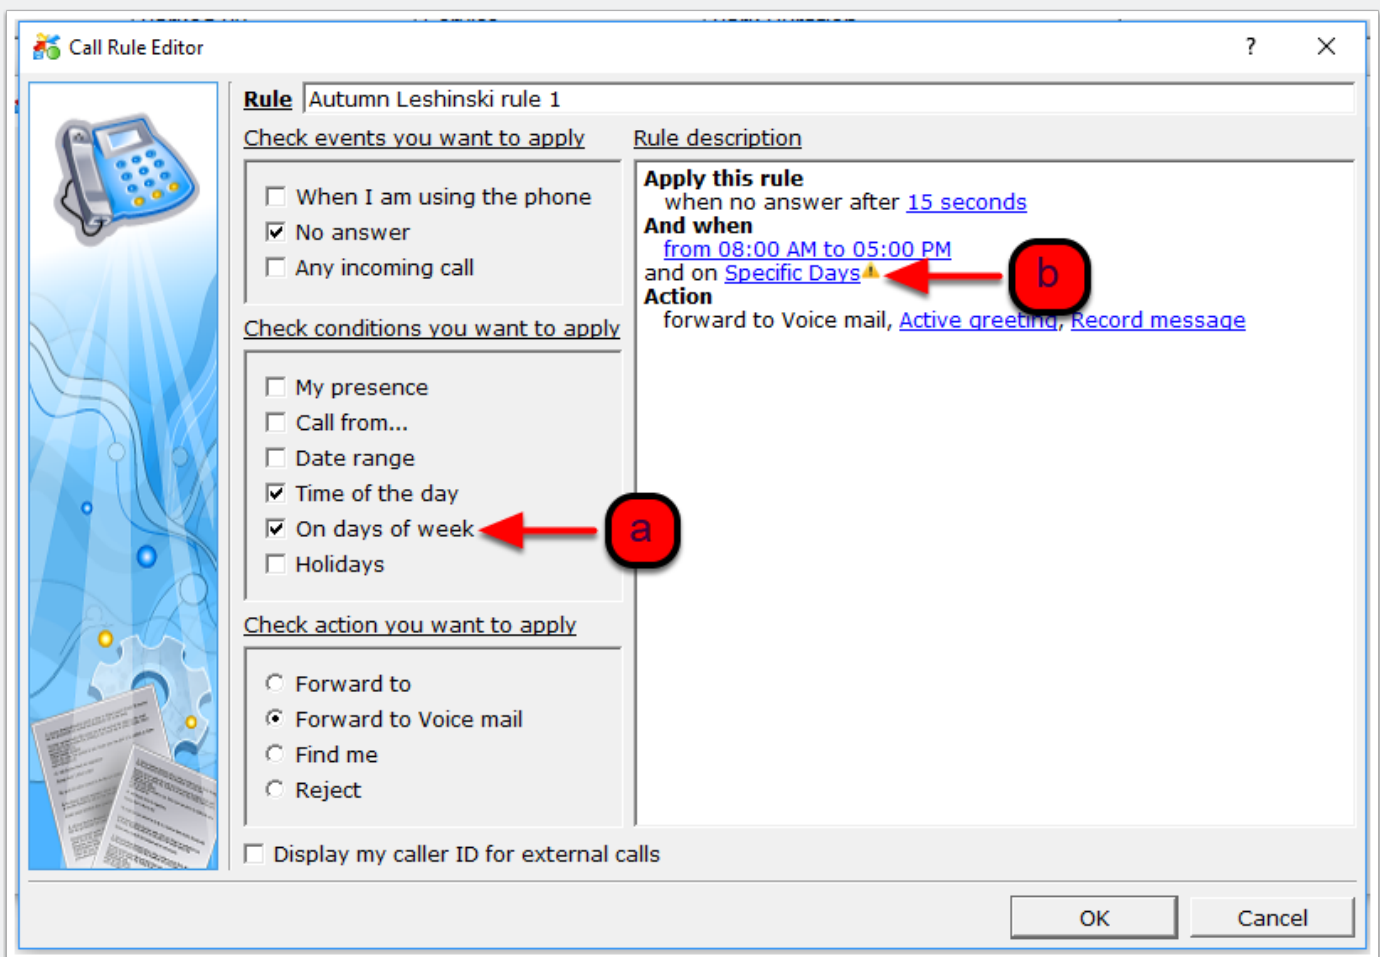 Call Rule Editor
?
Rule Autumn Leshinski rule 1
Check events you want to apply
When I am using the phone
No answer
Any incoming call
Check conditions you want to apply
My presence
Call from...
Date range
Time of the day
On days of week
a
Holidays
Check action you want to apply
Forward to
Forward to Voice mail
Find me
Reject
Rule description
Apply this rule
when no answer after 15 seconds
And when
from 08:00 AM to 05:00 PM
and on Specific Days
b
Action
forward to Voice mail, Active greeting, Record message
Display my caller ID for external calls
OK
Cancel